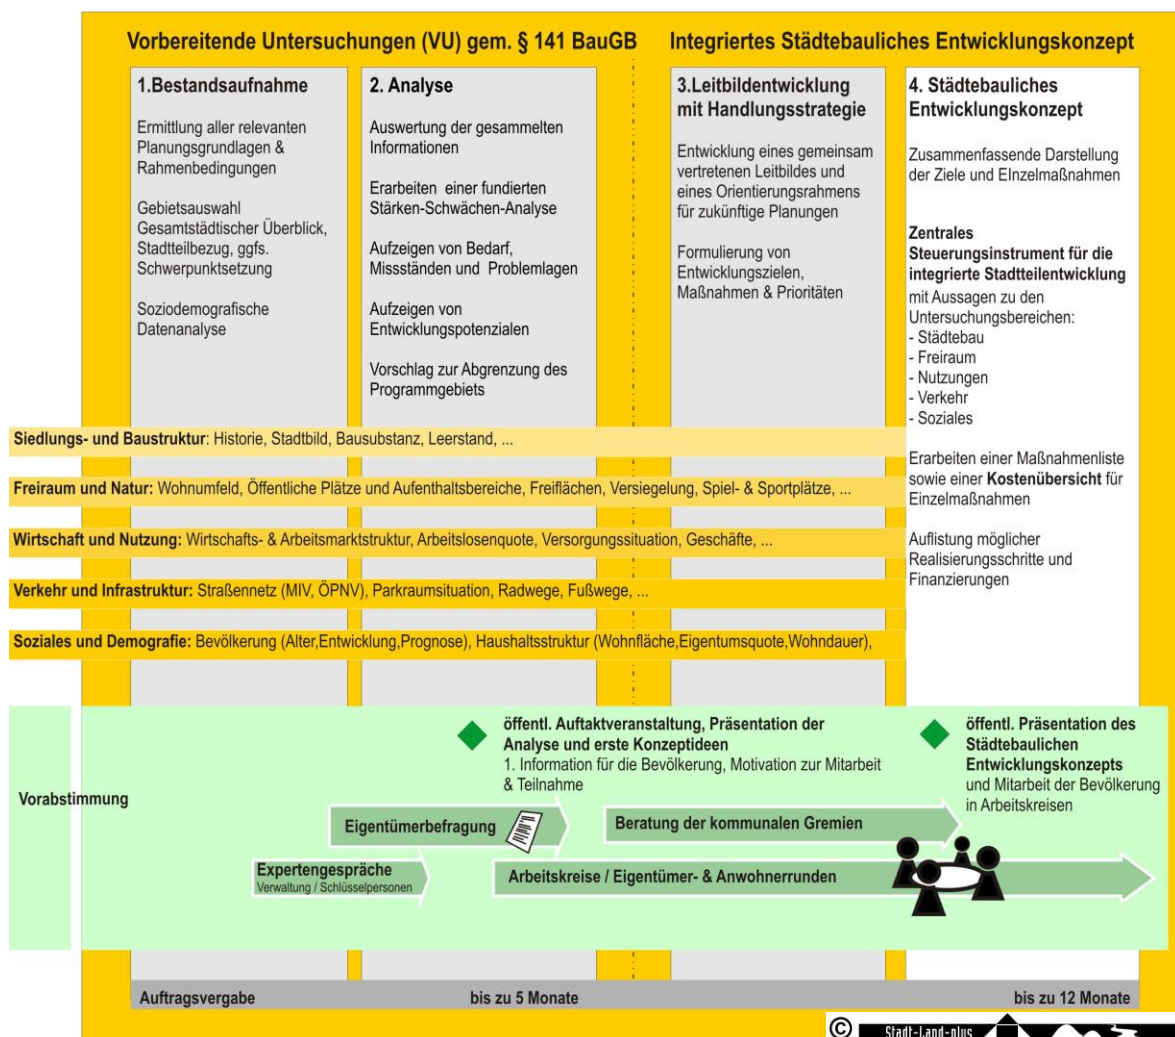 Vorbereitende Untersuchungen (VU) gem. § 141 BauGB
Integriertes Städtebauliches Entwicklungskonzept
1.Bestandsaufnahme
Ermittlung aller relevanten
Planungsgrundlagen &
Rahmenbedingungen
Gebietsauswahl
Gesamtstädtischer Überblick,
Stadtteilbezug, ggfs.
Schwerpunktsetzung
Soziodemografische
Datenanalyse
2. Analyse
Auswertung der gesammelten
Informationen
Erarbeiten einer fundierten
Stärken-Schwächen-Analyse
Aufzeigen von Bedarf,
Missständen und Problemlagen
Aufzeigen von
Entwicklungspotenzialen
Vorschlag zur Abgrenzung des
Programmgebiets
3.Leitbildentwicklung
mit Handlungsstrategie
Entwicklung eines gemeinsam
vertretenen Leitbildes und
eines Orientierungsrahmens
für zukünftige Planungen
Formulierung von
Entwicklungszielen,
Maßnahmen & Prioritäten
4. Städtebauliches
Entwicklungskonzept
Zusammenfassende Darstellung
der Ziele und EInzelmaßnahmen
Zentrales
Steuerungsinstrument für die
integrierte Stadtteilentwicklung
mit Aussagen zu den
Untersuchungsbereichen:
- Städtebau
- Freiraum
- Nutzungen
- Verkehr
- Soziales
Erarbeiten einer Maßnahmenliste
sowie einer Kostenübersicht für
Einzelmaßnahmen
Auflistung möglicher
Realisierungsschritte und
Finanzierungen
Siedlungs- und Baustruktur: Historie, Stadtbild, Bausubstanz, Leerstand, ...
Freiraum und Natur: Wohnumfeld, Öffentliche Plätze und Aufenthaltsbereiche, Freiflächen, Versiegelung, Spiel- & Sportplätze, ...
Wirtschaft und Nutzung: Wirtschafts- & Arbeitsmarktstruktur, Arbeitslosenquote, Versorgungssituation, Geschäfte, ...
Verkehr und Infrastruktur: Straßennetz (MIV, ÖPNV), Parkraumsituation, Radwege, Fußwege, ...
Soziales und Demografie: Bevölkerung (Alter,Entwicklung,Prognose), Haushaltsstruktur (Wohnfläche,Eigentumsquote,Wohndauer),
Vorabstimmung
öffentl. Auftaktveranstaltung, Präsentation der
Analyse und erste Konzeptideen
1. Information für die Bevölkerung, Motivation zur Mitarbeit
& Teilnahme
öffentl. Präsentation des
Städtebaulichen
Entwicklungskonzepts
und Mitarbeit der Bevölkerung
in Arbeitskreisen
Eigentümerbefragung
Beratung der kommunalen Gremien
Expertengespräche
Verwaltung / Schlüsselpersonen
Arbeitskreise / Eigentümer- & Anwohnerrunden
Auftragsvergabe
bis zu 5 Monate
bis zu 12 Monate
© Stadt-Land-plus